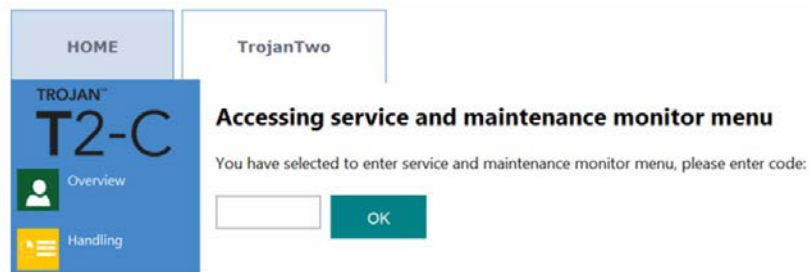 HOME
TrojanTwo
TROJAN™
T2-C
Overview
Handling
Accessing service and maintenance monitor menu
You have selected to enter service and maintenance monitor menu, please enter code:
OK